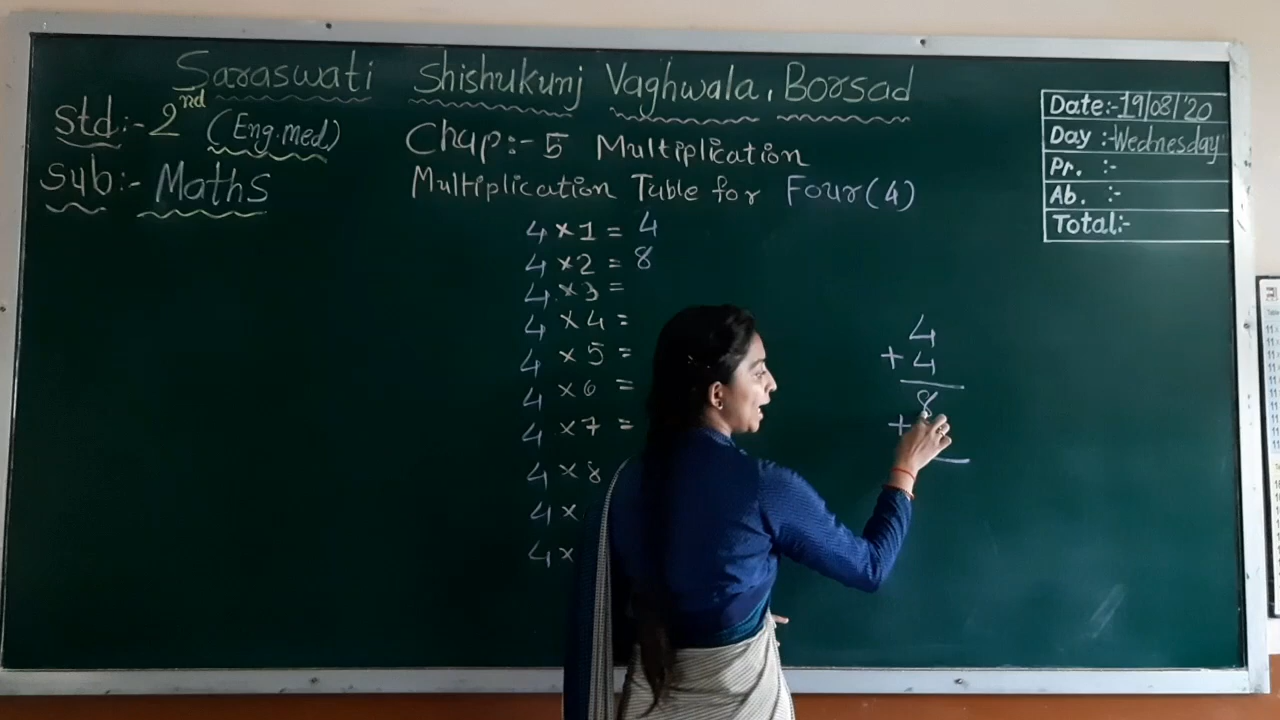 Saraswati Shishukunj Vaghwala, Borsad
Std:- 2nd (Eng.med)
Sub:- Maths
Chap:- 5 Multiplication
Multiplication Table for Four (4)
4 × 1 = 4
4 × 2 = 8
4 × 3 =
4 × 4 =
4 × 5 =
4 × 6 =
4 × 7 =
4 × 8
4 ×
4 ×
4
+ 4
8
+
Date:- 19/08/'20
Day :- Wednesday
Pr. :-
Ab. :-
Total:-